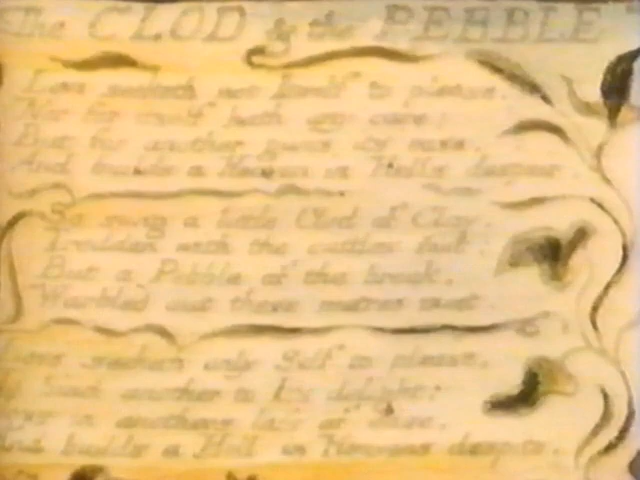 The CLOD & the PEBBLE
Love seeketh not Itself to please,
Nor for itself hath any care;
But for another gives its ease,
And builds a Heaven in Hells despair.
So sung a little Clod of Clay,
Trodden with the cattles feet:
But a Pebble of the brook,
Warbled out these metres meet.
Love seeketh only Self to please,
bind another to its delight:
in anothers loss of ease,
And builds a Hell in Heavens despite.